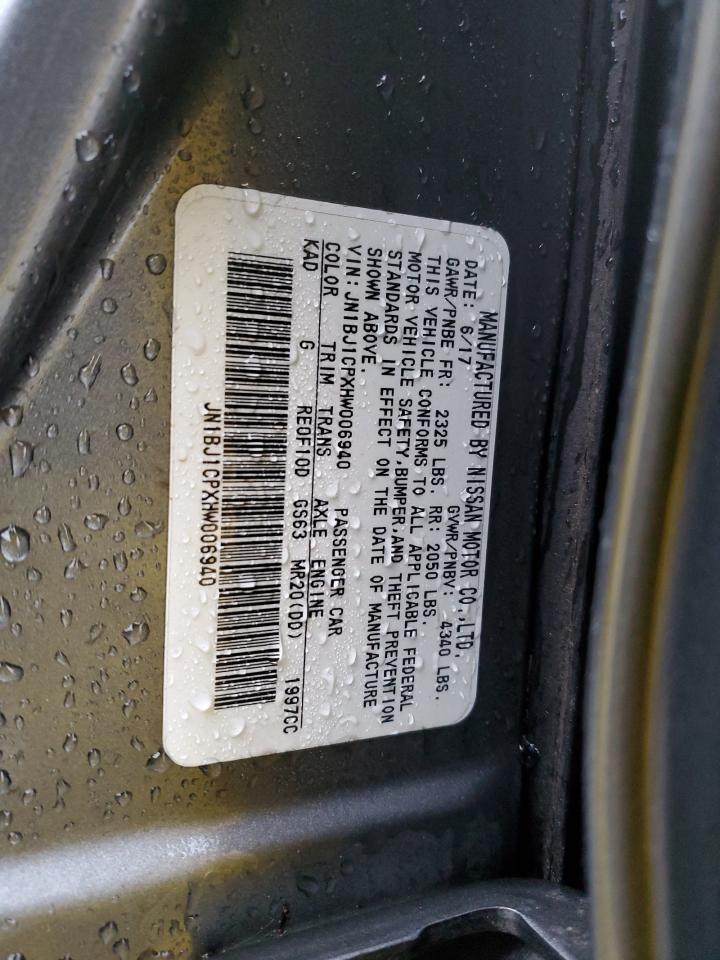 MANUFACTURED BY NISSAN MOTOR CO.,LTD.
DATE: 6/17 GVWR/PNBV: 4340 LBS.
GAWR/PNBE FR: 2325 LBS. RR: 2050 LBS.
THIS VEHICLE CONFORMS TO ALL APPLICABLE FEDERAL
MOTOR VEHICLE SAFETY,BUMPER,AND THEFT PREVENTION
STANDARDS IN EFFECT ON THE DATE OF MANUFACTURE
SHOWN ABOVE.
VIN:JN1BJ1CPXHW006940 PASSENGER CAR
COLOR TRIM TRANS AXLE ENGINE
KAD G RE0F10D GS63 MR20(DD) 1997CC
JN1BJ1CPXHW006940